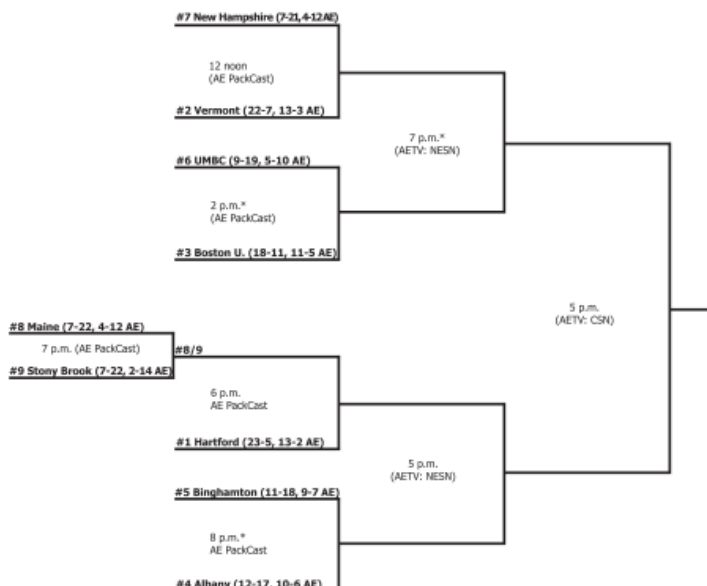 #7 New Hampshire (7-21,4-12AE)
12 noon
(AE PackCast)
#2 Vermont (22-7, 13-3 AE)
7 p.m.*
(AETV: NESN)
#6 UMBC (9-19, 5-10 AE)
2 p.m.*
(AE PackCast)
#3 Boston U. (18-11, 11-5 AE)
5 p.m.
(AETV: CSN)
#8 Maine (7-22, 4-12 AE)
7 p.m. (AE PackCast)
#8/9
#9 Stony Brook (7-22, 2-14 AE)
6 p.m.
AE PackCast
#1 Hartford (23-5, 13-2 AE)
5 p.m.
(AETV: NESN)
#5 Binghamton (11-18, 9-7 AE)
8 p.m.*
AE PackCast
#4 Albany (12-17, 10-6 AE)